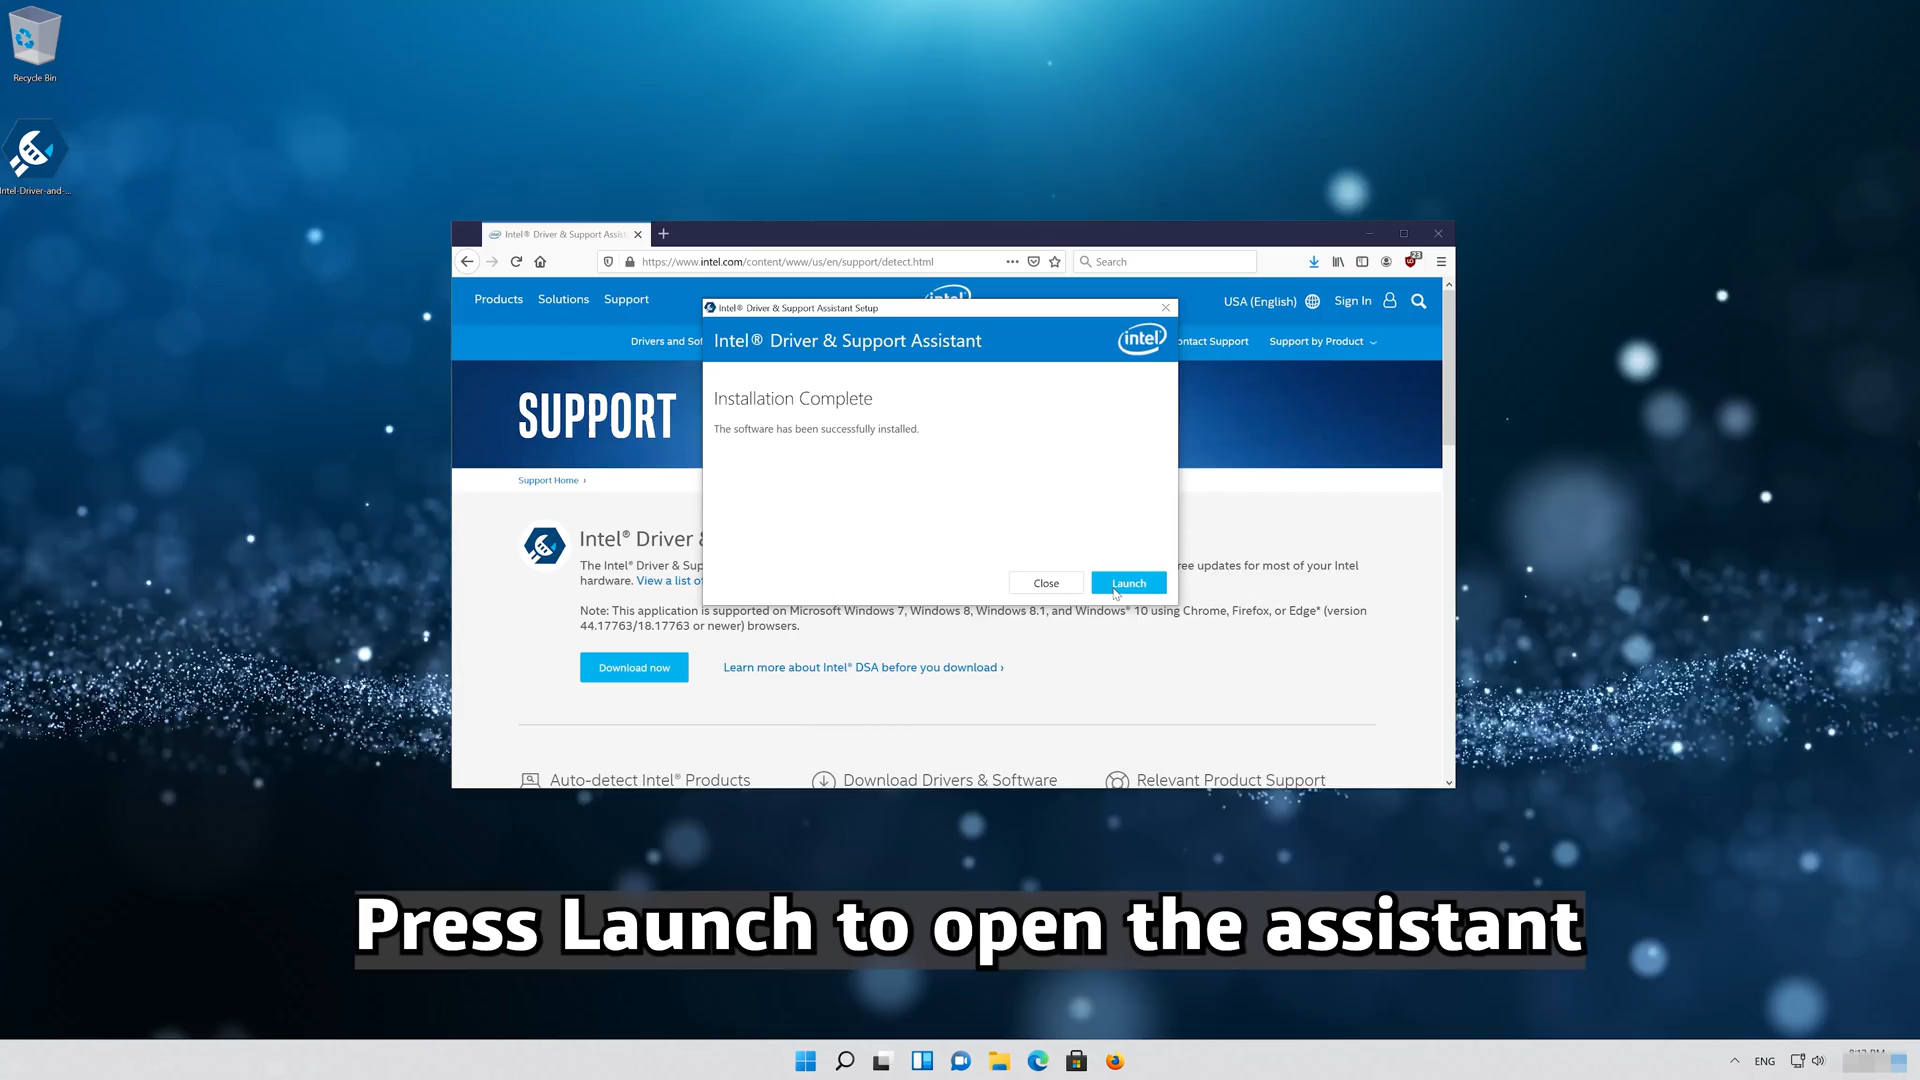 Recycle Bin
Intel-Driver-and-...
Intel® Driver & Support Assist
https://www.intel.com/content/www/us/en/support/detect.html
Search
23
Products Solutions Support
USA (English)
Sign In
Drivers and Sof
ontact Support
Support by Product
Intel® Driver & Support Assistant Setup
Intel® Driver & Support Assistant
intel
Installation Complete
The software has been successfully installed.
Close
Launch
SUPPORT
Support Home ›
Intel® Driver &
The Intel® Driver & Sup
ree updates for most of your Intel
hardware. View a list of
Note: This application is supported on Microsoft Windows 7, Windows 8, Windows 8.1, and Windows® 10 using Chrome, Firefox, or Edge* (version
44.17763/18.17763 or newer) browsers.
Download now
Learn more about Intel® DSA before you download ›
Auto-detect Intel® Products
Download Drivers & Software
Relevant Product Support
Press Launch to open the assistant
ENG